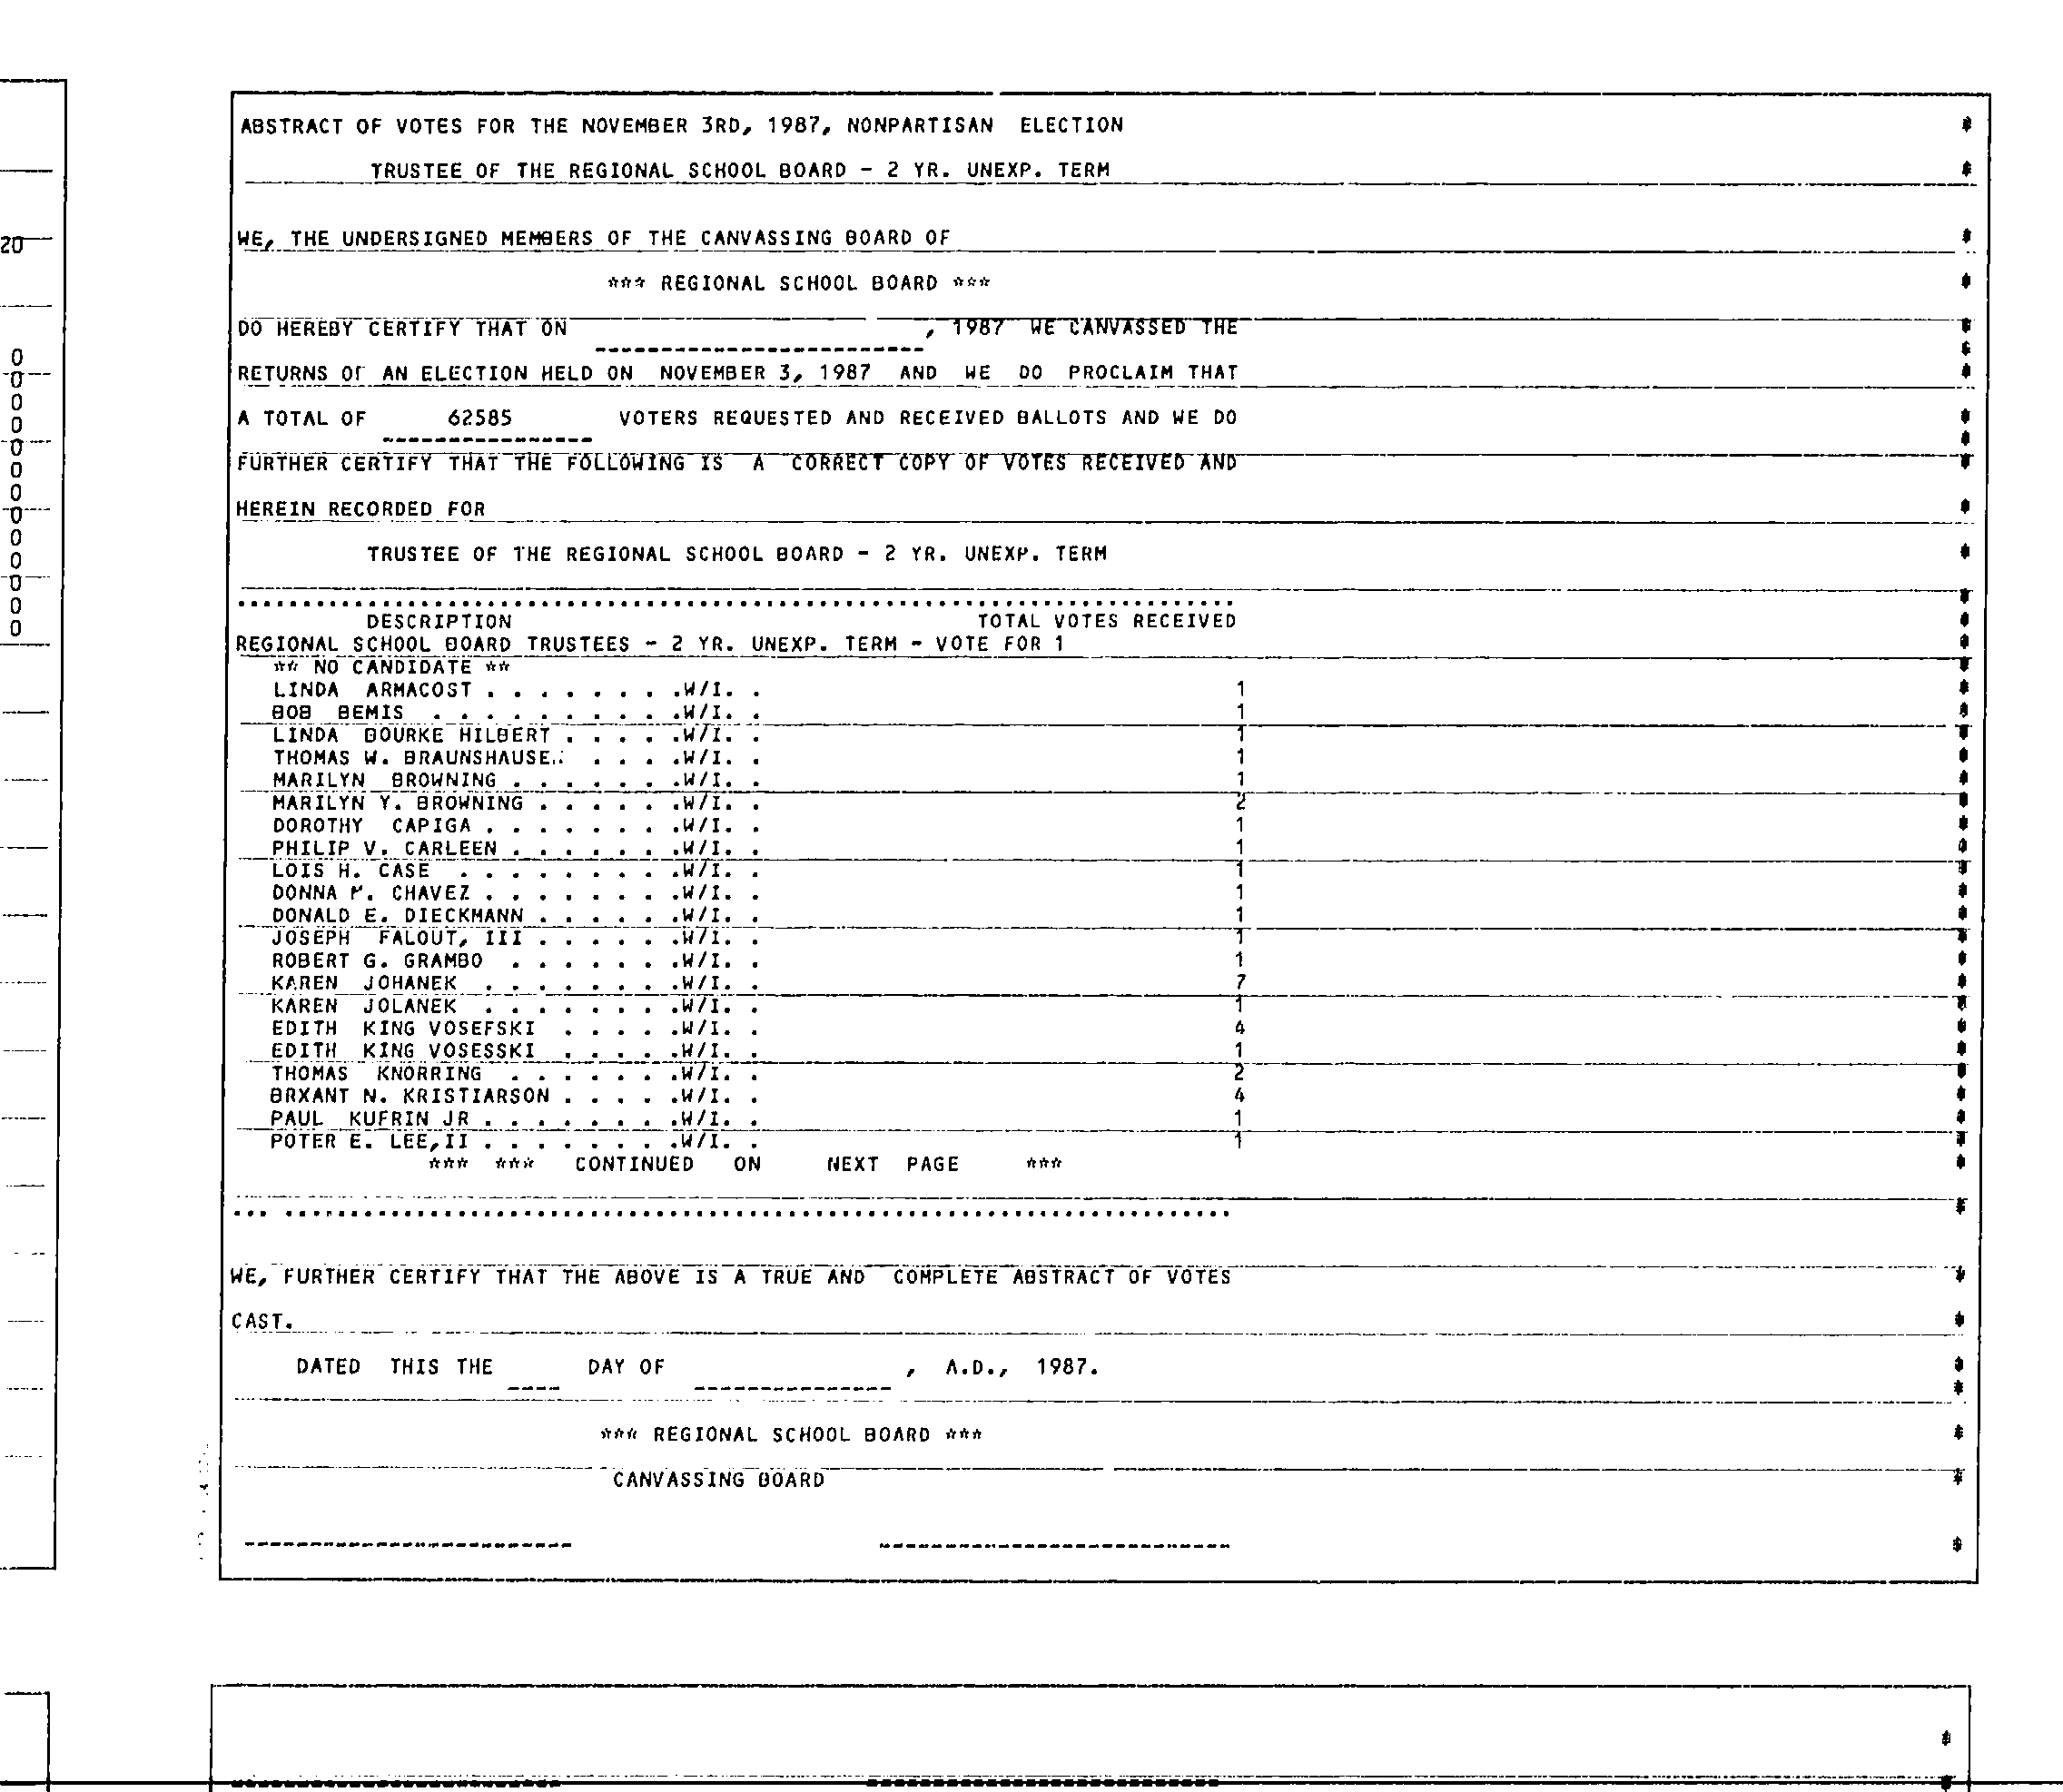 20
0
0
0
0
0
0
0
0
0
0
0
0
0
ABSTRACT OF VOTES FOR THE NOVEMBER 3RD, 1987, NONPARTISAN ELECTION
TRUSTEE OF THE REGIONAL SCHOOL BOARD - 2 YR. UNEXP. TERM
WE, THE UNDERSIGNED MEMBERS OF THE CANVASSING BOARD OF
*** REGIONAL SCHOOL BOARD ***
DO HEREBY CERTIFY THAT ON _________________________, 1987 WE CANVASSED THE
RETURNS OF AN ELECTION HELD ON NOVEMBER 3, 1987 AND WE DO PROCLAIM THAT
A TOTAL OF 62585 VOTERS REQUESTED AND RECEIVED BALLOTS AND WE DO
FURTHER CERTIFY THAT THE FOLLOWING IS A CORRECT COPY OF VOTES RECEIVED AND
HEREIN RECORDED FOR
TRUSTEE OF THE REGIONAL SCHOOL BOARD - 2 YR. UNEXP. TERM
DESCRIPTION TOTAL VOTES RECEIVED
REGIONAL SCHOOL BOARD TRUSTEES - 2 YR. UNEXP. TERM - VOTE FOR 1
** NO CANDIDATE **
LINDA ARMACOST . . . . . . . .W/I. . 1
BOB BEMIS . . . . . . . . . .W/I. . 1
LINDA BOURKE HILBERT . . . . .W/I. . 1
THOMAS W. BRAUNSHAUSE . . . .W/I. . 1
MARILYN BROWNING . . . . . . .W/I. . 1
MARILYN Y. BROWNING . . . . . .W/I. . 2
DOROTHY CAPIGA . . . . . . . .W/I. . 1
PHILIP V. CARLEEN . . . . . . .W/I. . 1
LOIS H. CASE . . . . . . . . .W/I. . 1
DONNA M. CHAVEZ . . . . . . . .W/I. . 1
DONALD E. DIECKMANN . . . . . .W/I. . 1
JOSEPH FALOUT, III . . . . . .W/I. . 1
ROBERT G. GRAMBO . . . . . . .W/I. . 1
KAREN JOHANEK . . . . . . . .W/I. . 7
KAREN JOLANEK . . . . . . . .W/I. . 1
EDITH KING VOSEFSKI . . . . .W/I. . 4
EDITH KING VOSESSKI . . . . .W/I. . 1
THOMAS KNORRING . . . . . . .W/I. . 2
BRXANT N. KRISTIARSON . . . . .W/I. . 4
PAUL KUFRIN JR . . . . . . . .W/I. . 1
POTER E. LEE,II . . . . . . . .W/I. . 1
*** *** CONTINUED ON NEXT PAGE ***
WE, FURTHER CERTIFY THAT THE ABOVE IS A TRUE AND COMPLETE ABSTRACT OF VOTES
CAST.
DATED THIS THE ____ DAY OF _______________ , A.D., 1987.
*** REGIONAL SCHOOL BOARD ***
CANVASSING BOARD